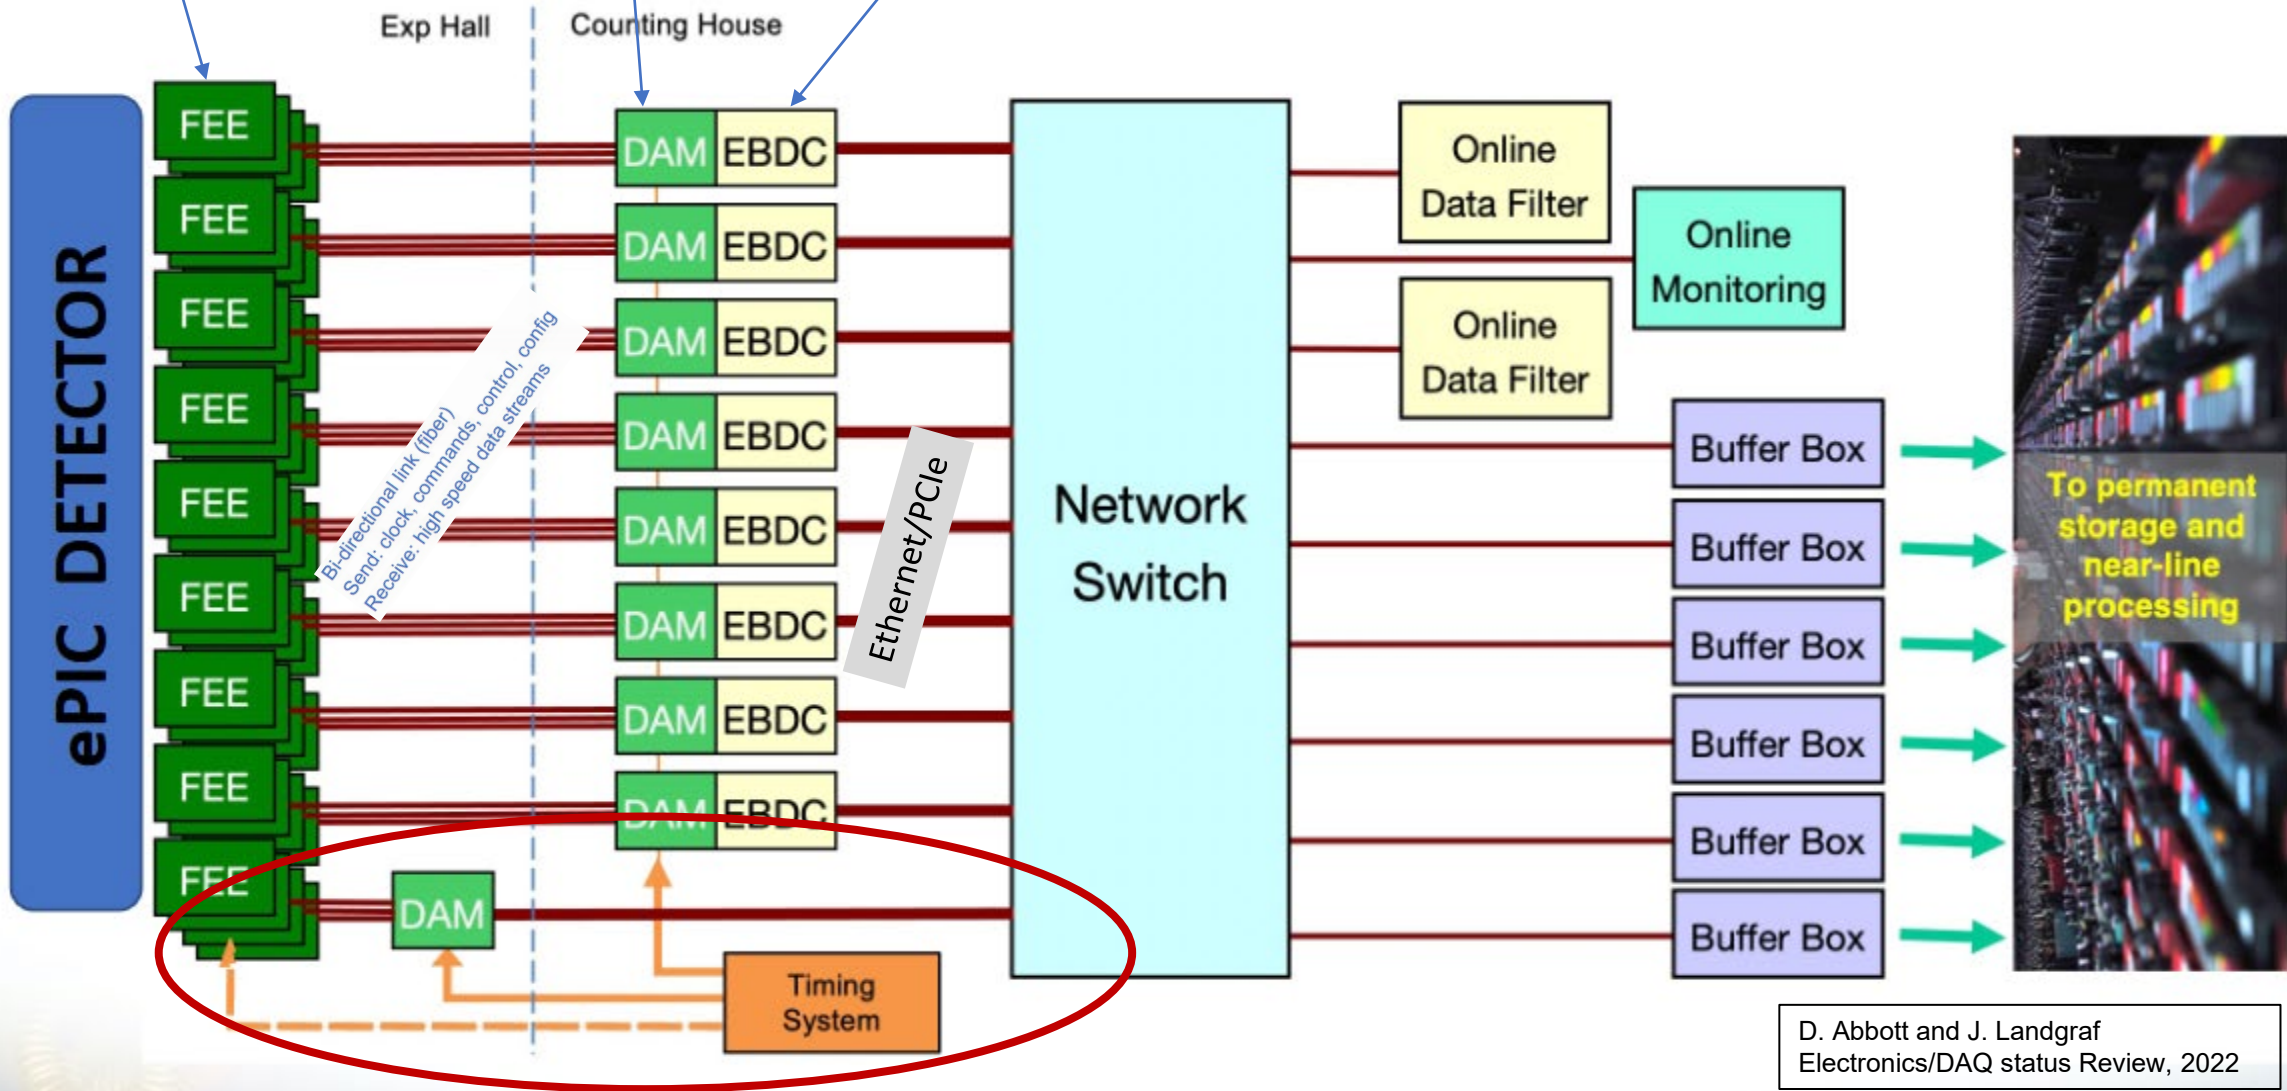 Exp Hall
Counting House
ePIC DETECTOR
FEE
FEE
FEE
FEE
FEE
FEE
FEE
FEE
FEE
Bi-directional link (fiber)
Send: clock, commands, control, config
Receive: high speed data streams
DAM EBDC
DAM EBDC
DAM EBDC
DAM EBDC
DAM EBDC
DAM EBDC
DAM EBDC
DAM EBDC
DAM
Ethernet/PCIe
Timing
System
Network
Switch
Online
Data Filter
Online
Monitoring
Online
Data Filter
Buffer Box
Buffer Box
Buffer Box
Buffer Box
Buffer Box
Buffer Box
To permanent
storage and
near-line
processing
D. Abbott and J. Landgraf
Electronics/DAQ status Review, 2022